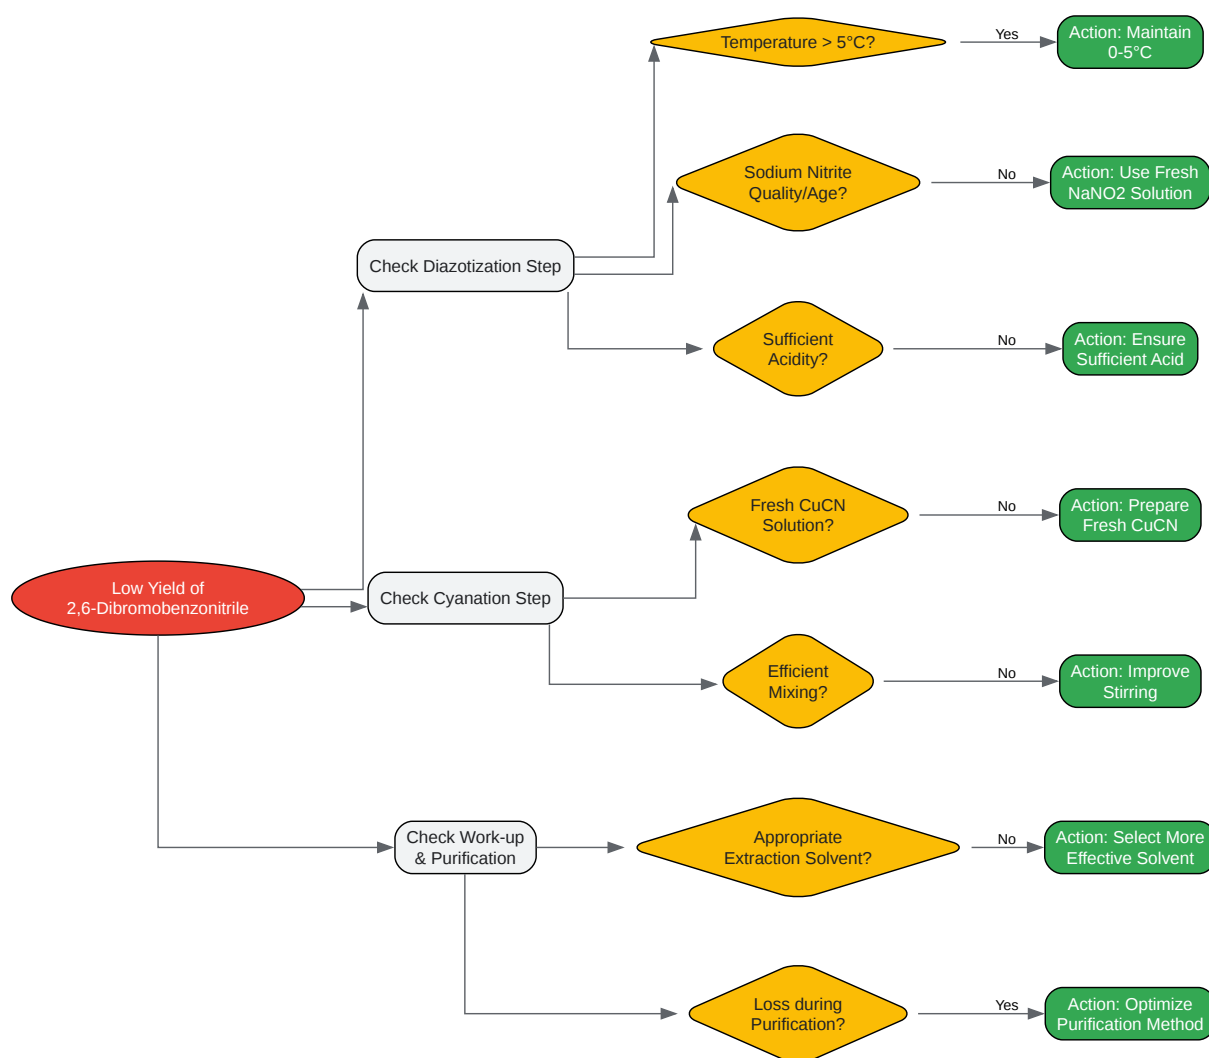 Temperature > 5°C?
Yes
Action: Maintain
0-5°C
Sodium Nitrite
Quality/Age?
No
Action: Use Fresh
NaNO2 Solution
Check Diazotization Step
Sufficient
Acidity?
No
Action: Ensure
Sufficient Acid
Fresh CuCN
Solution?
No
Action: Prepare
Fresh CuCN
Low Yield of
2,6-Dibromobenzonitrile
Check Cyanation Step
Efficient
Mixing?
No
Action: Improve
Stirring
Check Work-up
& Purification
Appropriate
Extraction Solvent?
No
Action: Select More
Effective Solvent
Loss during
Purification?
Yes
Action: Optimize
Purification Method